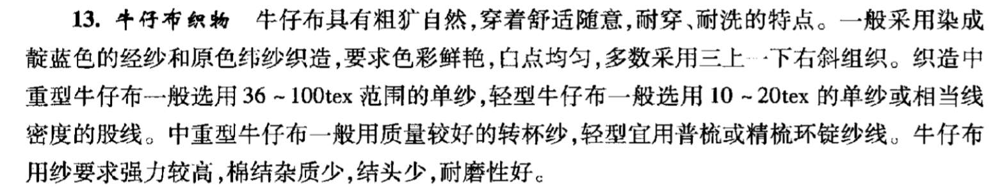 13. 牛仔布织物 牛仔布具有粗犷自然,穿着舒适随意,耐穿、耐洗的特点。一般采用染成
靛蓝色的经纱和原色纬纱织造,要求色彩鲜艳,白点均匀,多数采用三上一下右斜组织。织造中
重型牛仔布一般选用 36 ~ 100tex 范围的单纱,轻型牛仔布一般选用 10 ~ 20tex 的单纱或相当线
密度的股线。中重型牛仔布一般用质量较好的转杯纱,轻型宜用普梳或精梳环锭纱线。牛仔布
用纱要求强力较高,棉结杂质少,结头少,耐磨性好。